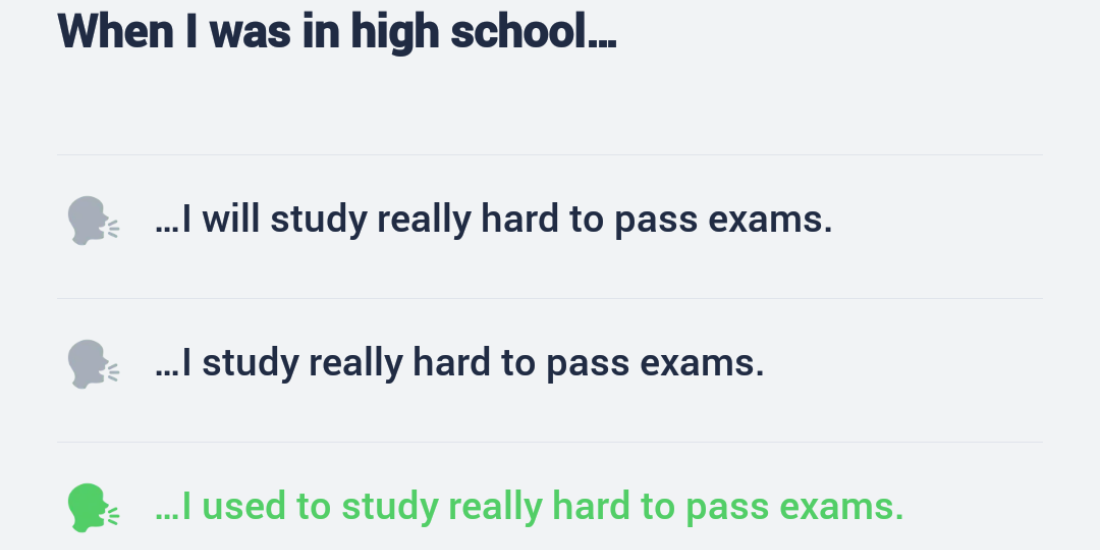 When I was in high school...
...I will study really hard to pass exams.
...I study really hard to pass exams.
...I used to study really hard to pass exams.